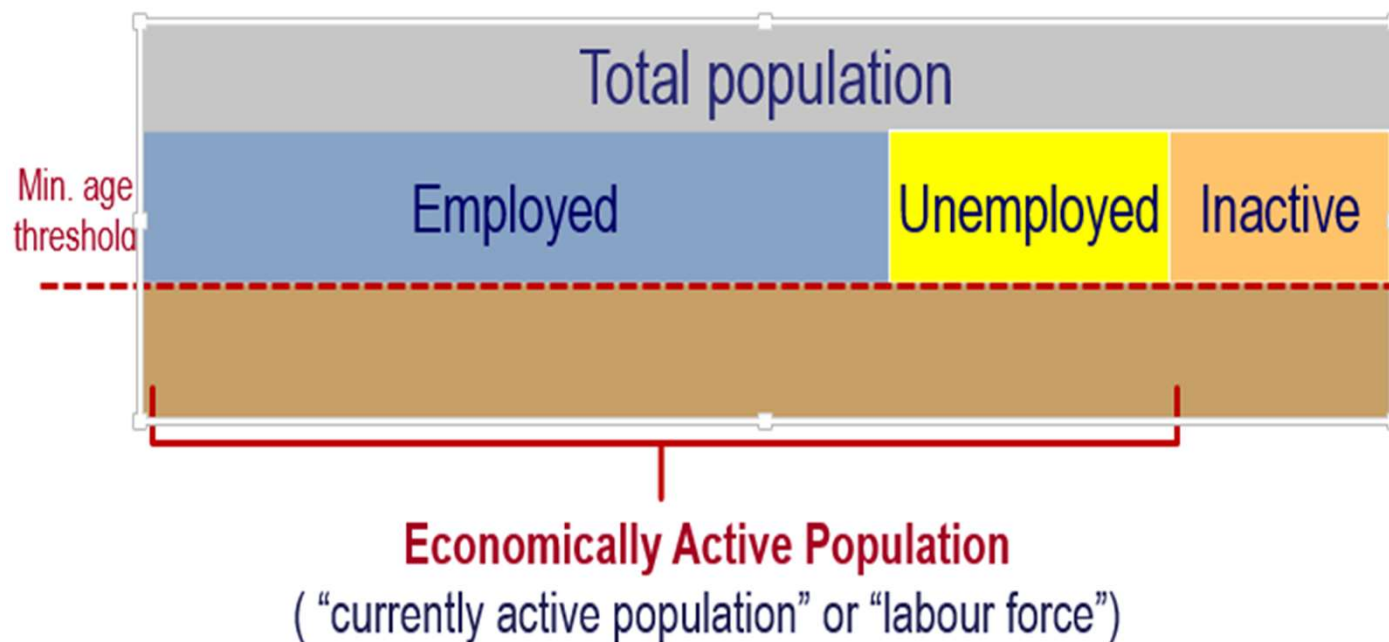 Total population
Min. age
threshold
Employed
Unemployed
Inactive
Economically Active Population
( “currently active population” or “labour force”)